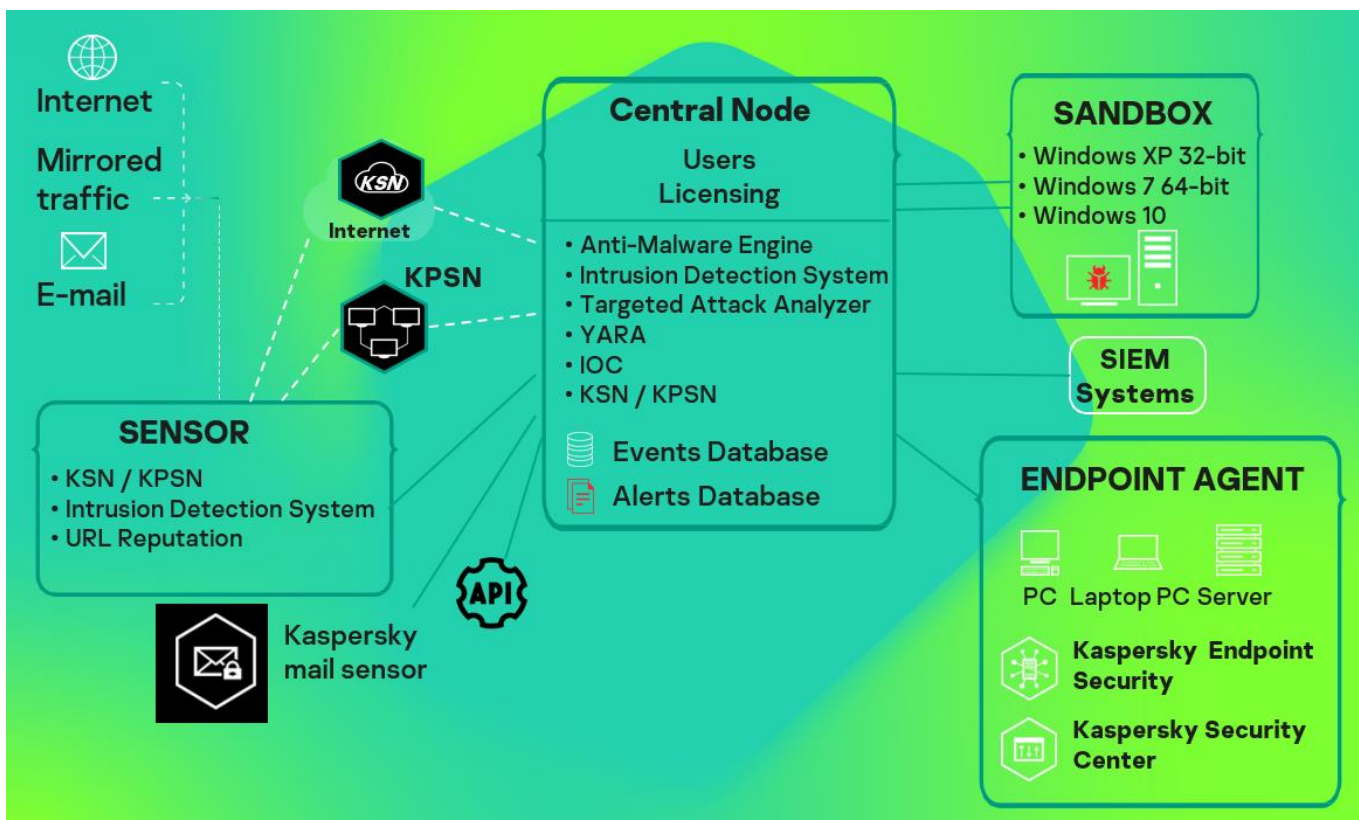 Internet
Mirrored
traffic
E-mail
KSN
Internet
KPSN
SENSOR
• KSN / KPSN
• Intrusion Detection System
• URL Reputation
Kaspersky
mail sensor
API
Central Node
Users
Licensing
• Anti-Malware Engine
• Intrusion Detection System
• Targeted Attack Analyzer
• YARA
• IOC
• KSN / KPSN
Events Database
Alerts Database
SANDBOX
• Windows XP 32-bit
• Windows 7 64-bit
• Windows 10
SIEM
Systems
ENDPOINT AGENT
PC Laptop PC Server
Kaspersky Endpoint
Security
Kaspersky Security
Center